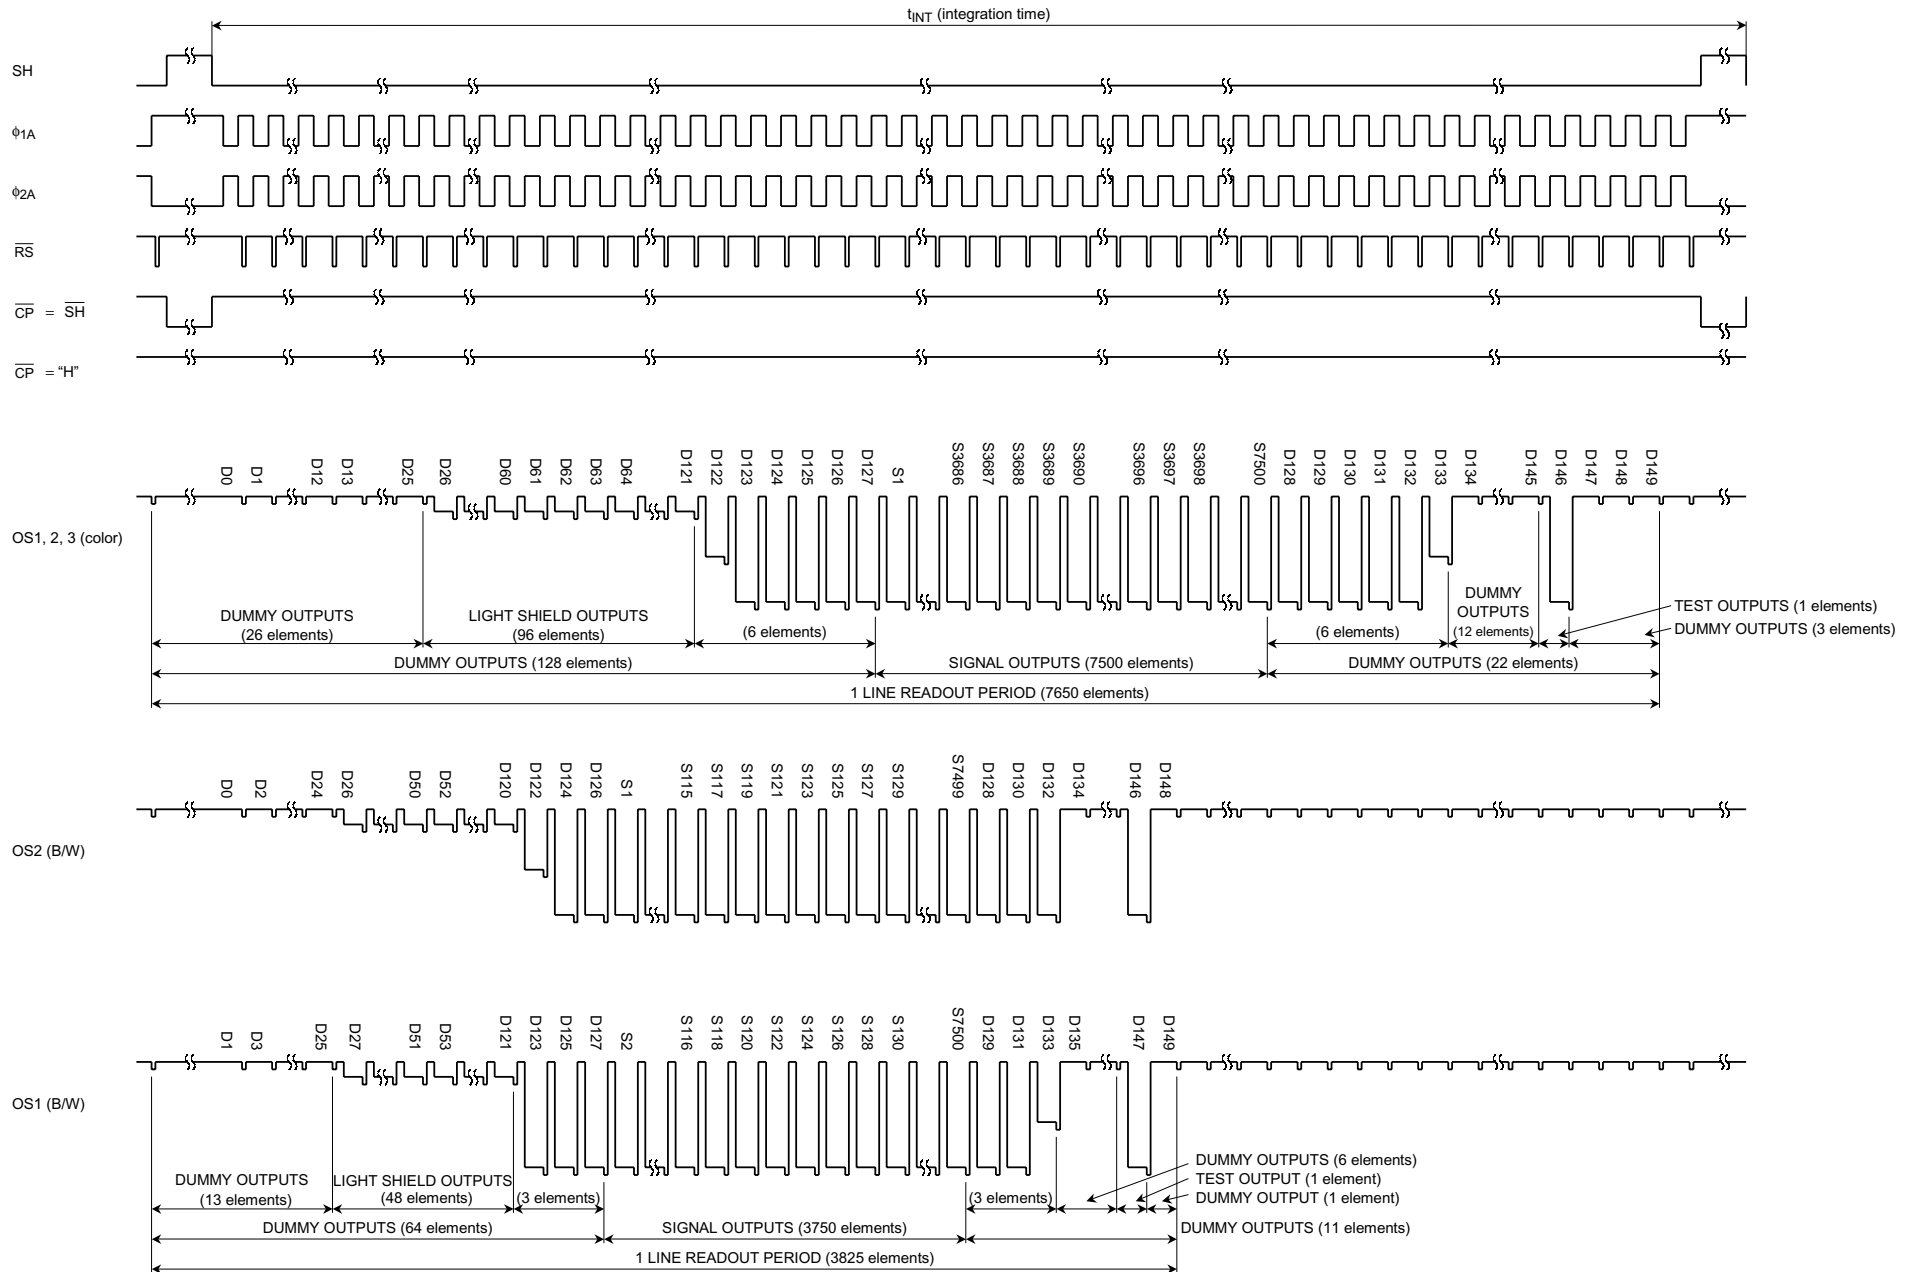 tINT (integration time)
SH
ϕ1A
ϕ2A
RS
CP = SH
CP = “H”
D0 D1 D12 D13 D25 D26 D60 D61 D62 D63 D64 D121 D122 D123 D124 D125 D126 D127 S1 S3686 S3687 S3688 S3689 S3690 S3696 S3697 S3698 S7500 D128 D129 D130 D131 D132 D133 D134 D145 D146 D147 D148 D149
OS1, 2, 3 (color)
DUMMY OUTPUTS
(26 elements)
LIGHT SHIELD OUTPUTS
(96 elements)
(6 elements)
(6 elements)
DUMMY
OUTPUTS
(12 elements)
TEST OUTPUTS (1 elements)
DUMMY OUTPUTS (3 elements)
DUMMY OUTPUTS (128 elements)
SIGNAL OUTPUTS (7500 elements)
DUMMY OUTPUTS (22 elements)
1 LINE READOUT PERIOD (7650 elements)
D0 D2 D24 D26 D50 D52 D120 D122 D124 D126 S1 S115 S117 S119 S121 S123 S125 S127 S129 S7499 D128 D130 D132 D134 D146 D148
OS2 (B/W)
D1 D3 D25 D27 D51 D53 D121 D123 D125 D127 S2 S116 S118 S120 S122 S124 S126 S128 S130 S7500 D129 D131 D133 D135 D147 D149
OS1 (B/W)
DUMMY OUTPUTS
(13 elements)
LIGHT SHIELD OUTPUTS
(48 elements)
(3 elements)
(3 elements)
DUMMY OUTPUTS (6 elements)
TEST OUTPUT (1 element)
DUMMY OUTPUT (1 element)
DUMMY OUTPUTS (64 elements)
SIGNAL OUTPUTS (3750 elements)
DUMMY OUTPUTS (11 elements)
1 LINE READOUT PERIOD (3825 elements)